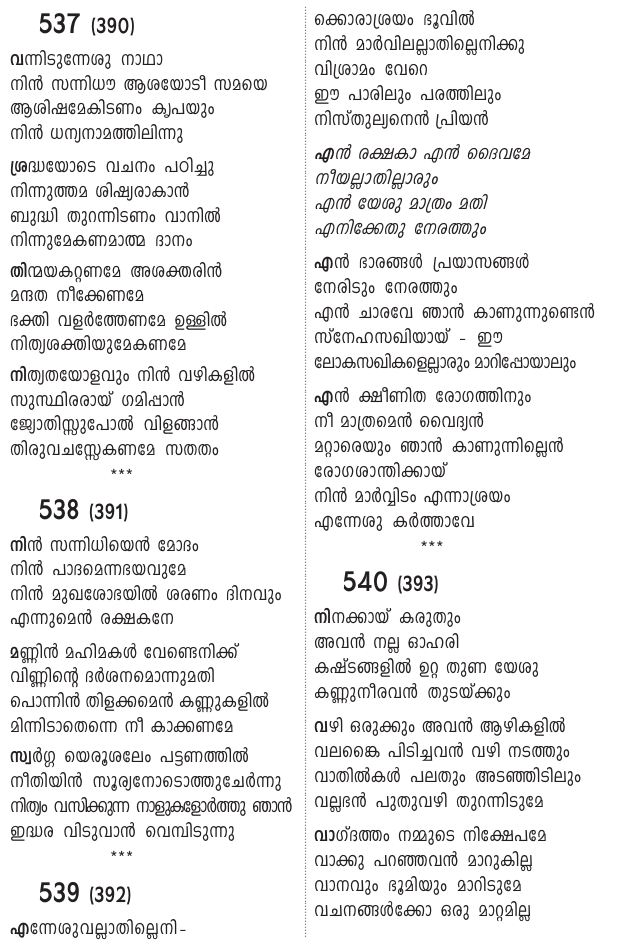 537 (390)
വന്നിടുന്നേശു നാഥാ
നിൻ സന്നിധൗ ആശയോടീ സമയെ
ആശിഷമേകിടണം കൃപയും
നിൻ ധന്യനാമത്തിലിന്നു
ശ്രദ്ധയോടെ വചനം പഠിച്ചു
നിന്നുത്തമ ശിഷ്യരാകാൻ
ബുദ്ധി തുറന്നിടണം വാനിൽ
നിന്നുമേകണമാത്മ ദാനം
തിന്മയകറ്റണമേ അശക്തരിൻ
മന്ദത നീക്കേണമേ
ഭക്തി വളർത്തേണമേ ഉള്ളിൽ
നിത്യശക്തിയുമേകണമേ
നിത്യതയോളവും നിൻ വഴികളിൽ
സുസ്ഥിരരായ് ഗമിപ്പാൻ
ജ്യോതിസ്സുപോൽ വിളങ്ങാൻ
തിരുവചസ്സേകണമേ സതതം
***
538 (391)
നിൻ സന്നിധിയെൻ മോദം
നിൻ പാദമെന്നഭയവുമേ
നിൻ മുഖശോഭയിൽ ശരണം ദിനവും
എന്നുമെൻ രക്ഷകനേ
മണ്ണിൻ മഹിമകൾ വേണ്ടെനിക്ക്
വിണ്ണിന്റെ ദർശനമൊന്നുമതി
പൊന്നിൻ തിളക്കമെൻ കണ്ണുകളിൽ
മിന്നിടാതെന്നെ നീ കാക്കണമേ
സ്വർഗ്ഗ യെരൂശലേം പട്ടണത്തിൽ
നീതിയിൻ സൂര്യനോടൊത്തുചേർന്നു
നിത്യം വസിക്കുന്ന നാളുകളോർത്തു ഞാൻ
ഇദ്ധര വിടുവാൻ വെമ്പിടുന്നു
***
539 (392)
എന്നേശുവല്ലാതില്ലെനി-
ക്കൊരാശ്രയം ഭൂവിൽ
നിൻ മാർവിലല്ലാതില്ലെനിക്കു
വിശ്രാമം വേറെ
ഈ പാരിലും പരത്തിലും
നിസ്തുല്യനെൻ പ്രിയൻ
എൻ രക്ഷകാ എൻ ദൈവമേ
നീയല്ലാതില്ലാരും
എൻ യേശു മാത്രം മതി
എനിക്കേതു നേരത്തും
എൻ ഭാരങ്ങൾ പ്രയാസങ്ങൾ
നേരിടും നേരത്തും
എൻ ചാരവേ ഞാൻ കാണുന്നുണ്ടെൻ
സ്നേഹസഖിയായ് - ഈ
ലോകസഖികളെല്ലാരും മാറിപ്പോയാലും
എൻ ക്ഷീണിത രോഗത്തിനും
നീ മാത്രമെൻ വൈദ്യൻ
മറ്റാരെയും ഞാൻ കാണുന്നില്ലെൻ
രോഗശാന്തിക്കായ്
നിൻ മാർവ്വിടം എന്നാശ്രയം
എന്നേശു കർത്താവേ
***
540 (393)
നിനക്കായ് കരുതും
അവൻ നല്ല ഓഹരി
കഷ്ടങ്ങളിൽ ഉറ്റ തുണ യേശു
കണ്ണുനീരവൻ തുടയ്ക്കും
വഴി ഒരുക്കും അവൻ ആഴികളിൽ
വലങ്കൈ പിടിച്ചവൻ വഴി നടത്തും
വാതിൽകൾ പലതും അടഞ്ഞിടിലും
വല്ലഭൻ പുതുവഴി തുറന്നിടുമേ
വാഗ്ദത്തം നമ്മുടെ നിക്ഷേപമേ
വാക്കു പറഞ്ഞവൻ മാറുകില്ല
വാനവും ഭൂമിയും മാറിടുമേ
വചനങ്ങൾക്കോ ഒരു മാറ്റമില്ല